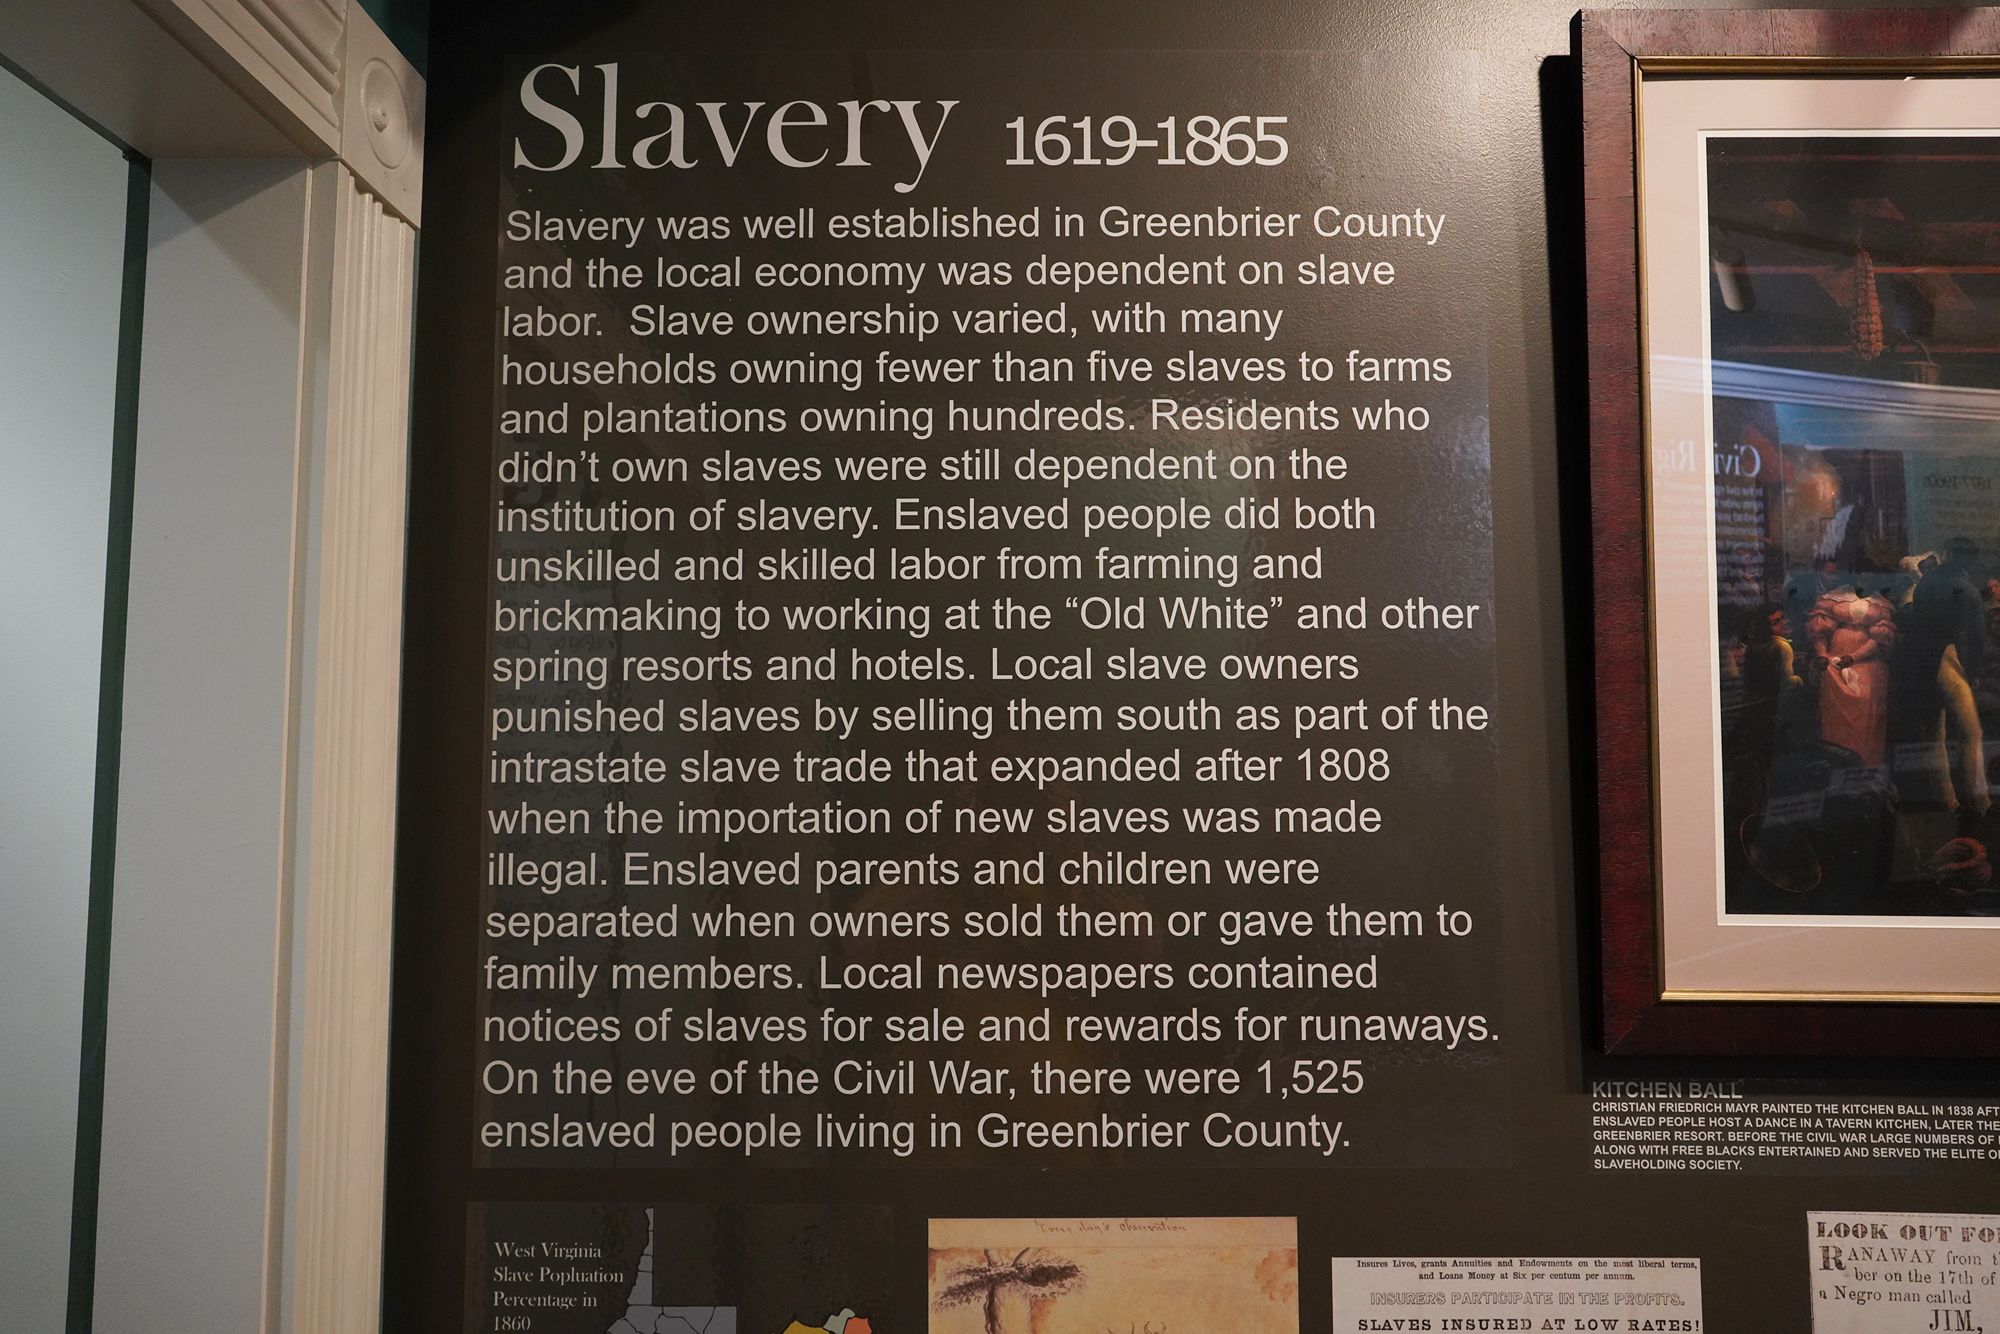 Slavery 1619-1865
Slavery was well established in Greenbrier County
and the local economy was dependent on slave
labor. Slave ownership varied, with many
households owning fewer than five slaves to farms
and plantations owning hundreds. Residents who
didn't own slaves were still dependent on the
institution of slavery. Enslaved people did both
unskilled and skilled labor from farming and
brickmaking to working at the “Old White” and other
spring resorts and hotels. Local slave owners
punished slaves by selling them south as part of the
intrastate slave trade that expanded after 1808
when the importation of new slaves was made
illegal. Enslaved parents and children were
separated when owners sold them or gave them to
family members. Local newspapers contained
notices of slaves for sale and rewards for runaways.
On the eve of the Civil War, there were 1,525
enslaved people living in Greenbrier County.
KITCHEN BALL
CHRISTIAN FRIEDRICH MAYR PAINTED THE KITCHEN BALL IN 1838
ENSLAVED PEOPLE HOST A DANCE IN A TAVERN KITCHEN, LATER THE
GREENBRIER RESORT. BEFORE THE CIVIL WAR LARGE NUMBERS OF
ALONG WITH FREE BLACKS ENTERTAINED AND SERVED THE ELITE
SLAVEHOLDING SOCIETY.
West Virginia
Slave Popluation
Percentage in
1860
Every day's observation
Insures Lives, grants Annuities and Endowments on the most liberal terms,
and Loans Money at Six per centum per annum.
INSURERS PARTICIPATE IN THE PROFITS.
SLAVES INSURED AT LOW RATES!
LOOK OUT
RANAWAY from
ber on the 17th of
a Negro man called
JIM,